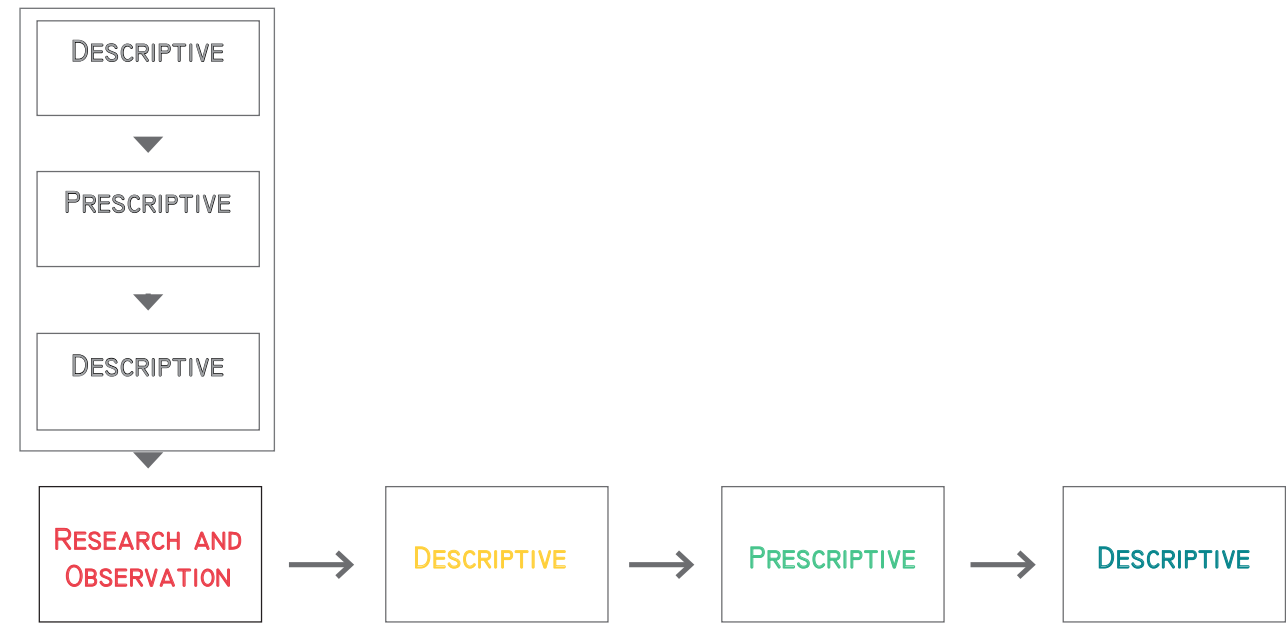 Descriptive
Prescriptive
Descriptive
Research and
Observation
Descriptive
Prescriptive
Descriptive